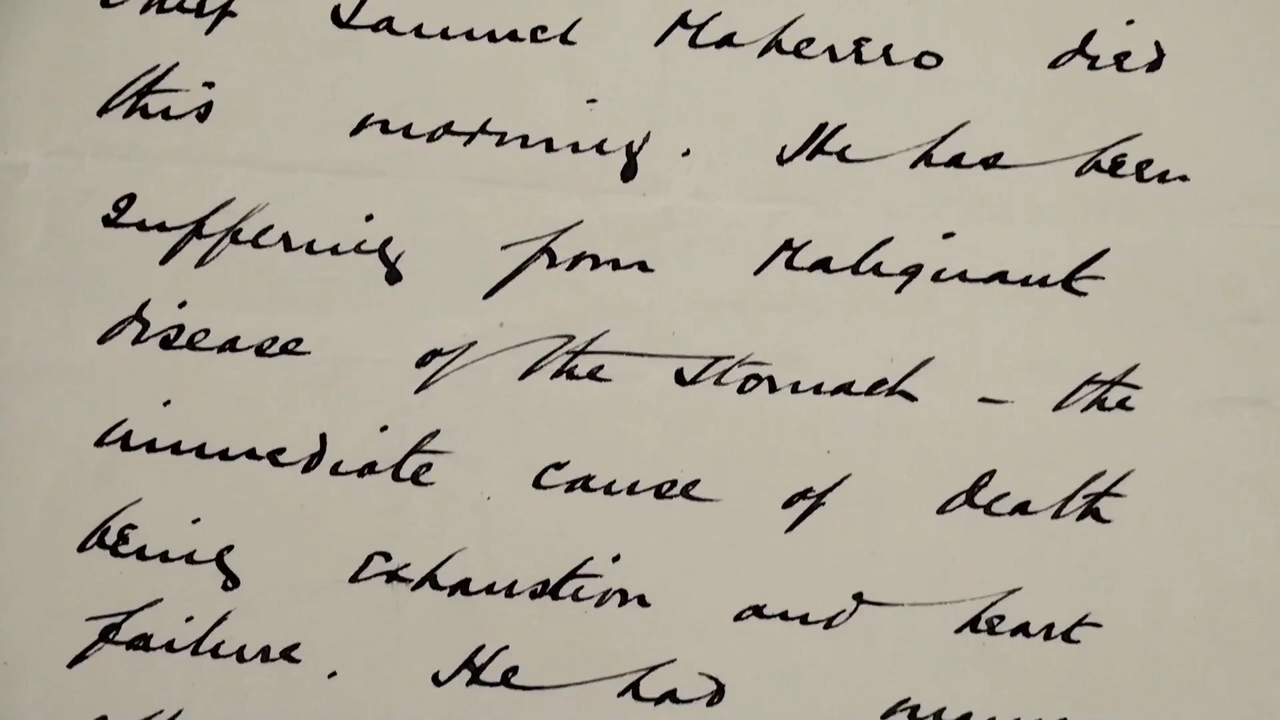 Chief Samuel Maherero died
this morning. He has been
suffering from Malignant
disease of the Stomach - the
immediate cause of death
being exhaustion and heart
failure. He had